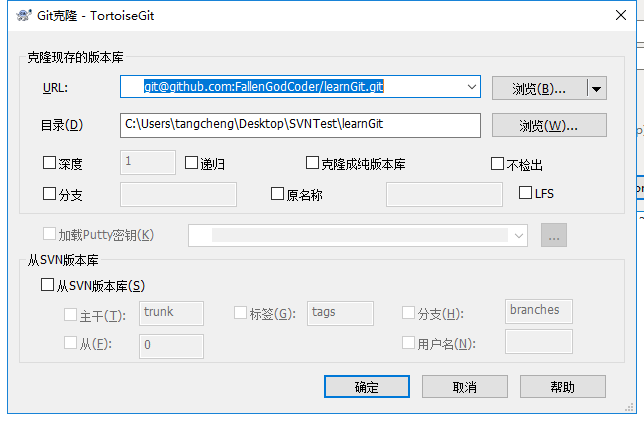 Git克隆 - TortoiseGit
克隆现存的版本库
URL: git@github.com:FallenGodCoder/learnGit.git 浏览(B)...
目录(D) C:\Users\tangcheng\Desktop\SVNTest\learnGit 浏览(W)...
深度 1 递归 克隆成纯版本库 不检出
分支 原名称 LFS
加载Putty密钥(K) ...
从SVN版本库
从SVN版本库(S)
主干(T): trunk 标签(G): tags 分支(H): branches
从(F): 0 用户名(N):
确定 取消 帮助